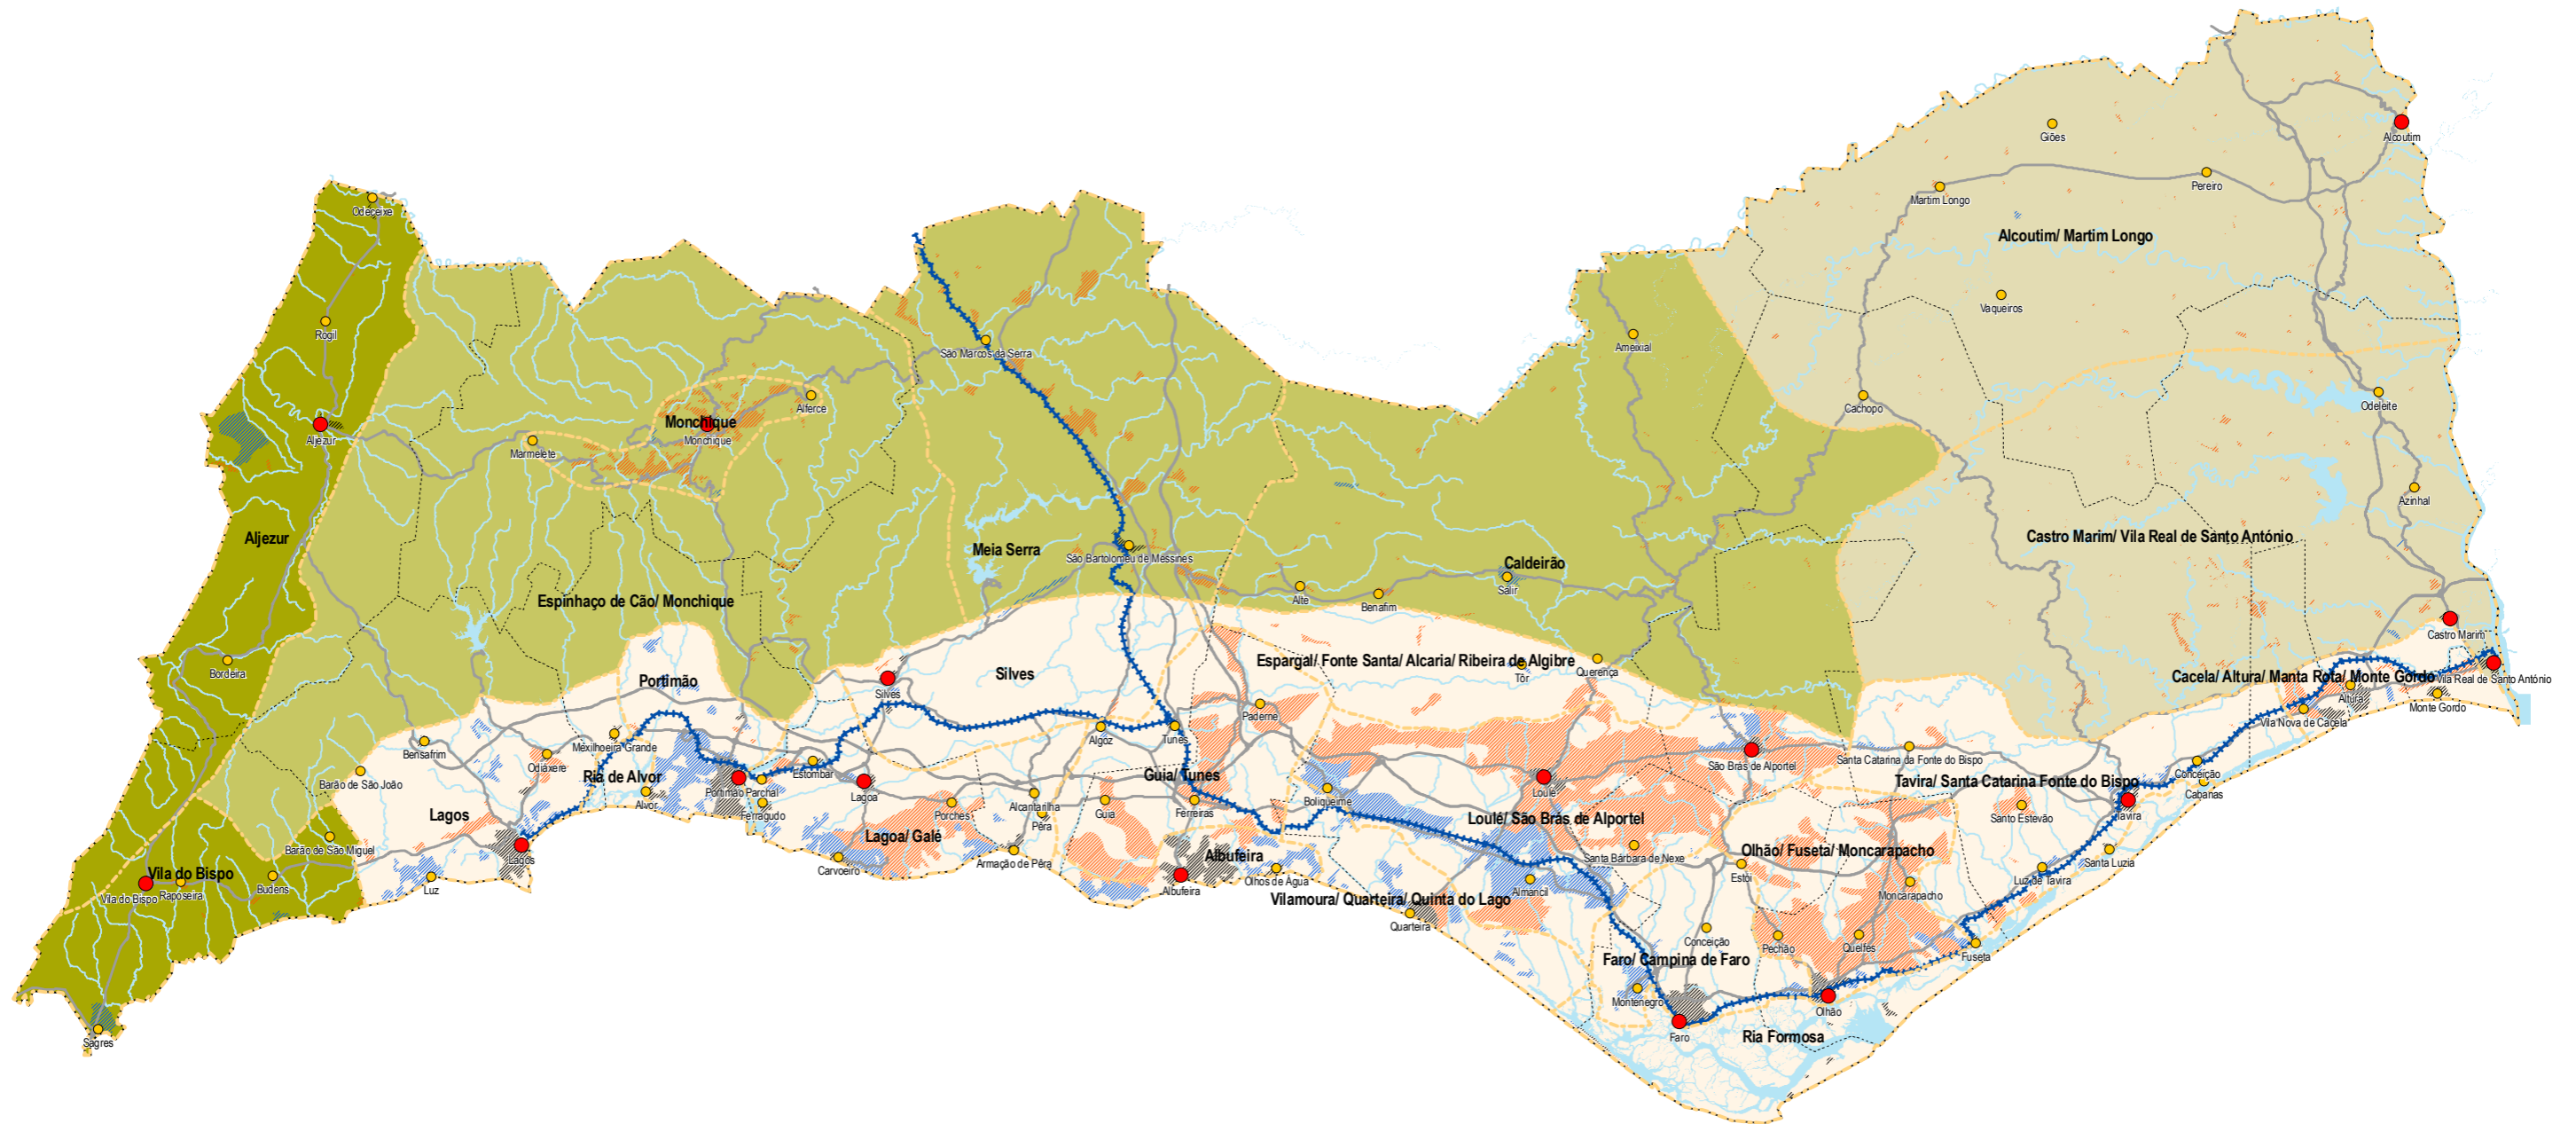 Alcoutim
Giões
Pereiro
Martim Longo
Alcoutim/ Martim Longo
Odeceixe
Vaqueiros
Rogil
São Marcos da Serra
Ameixial
Alferce
Cachopo
Odeleite
Monchique
Monchique
Aljezur
Marmelete
Azinhal
Aljezur
Castro Marim/ Vila Real de Santo António
Meia Serra
São Bartolomeu de Messines
Caldeirão
Salir
Alte
Benafim
Espinhaço de Cão/ Monchique
Castro Marim
Espargal/ Fonte Santa/ Alcaria/ Ribeira de Algibre
Tôr
Querença
Bordeira
Silves
Portimão
Silves
Cacela/ Altura/ Manta Rota/ Monte Gordo
Vila Real de Santo António
Altura
Monte Gordo
Vila Nova de Cacela
Paderne
Algoz
Tunes
Mexilhoeira Grande
Bensafrim
Odiáxere
Santa Catarina da Fonte do Bispo
São Brás de Alportel
Estombar
Ria de Alvor
Guia/ Tunes
Conceição
Cabanas
Tavira/ Santa Catarina Fonte do Bispo
Barão de São João
Portimão
Parchal
Alvor
Lagoa
Loulé
Boliqueime
Alcantarilha
Porches
Guia
Ferreiras
Ferragudo
Lagos
Pêra
Tavira
Santo Estevão
Loulé/ São Brás de Alportel
Lagoa/ Galé
Barão de São Miguel
Lagos
Armação de Pêra
Albufeira
Santa Bárbara de Nexe
Olhão/ Fuseta/ Moncarapacho
Santa Luzia
Carvoeiro
Vila do Bispo
Estói
Luz de Tavira
Olhos de Água
Budens
Luz
Albufeira
Almancil
Moncarapacho
Vila do Bispo
Raposeira
Vilamoura/ Quarteira/ Quinta do Lago
Quarteira
Conceição
Pechão
Quelfes
Fuseta
Faro/ Campina de Faro
Montenegro
Olhão
Sagres
Faro
Ria Formosa